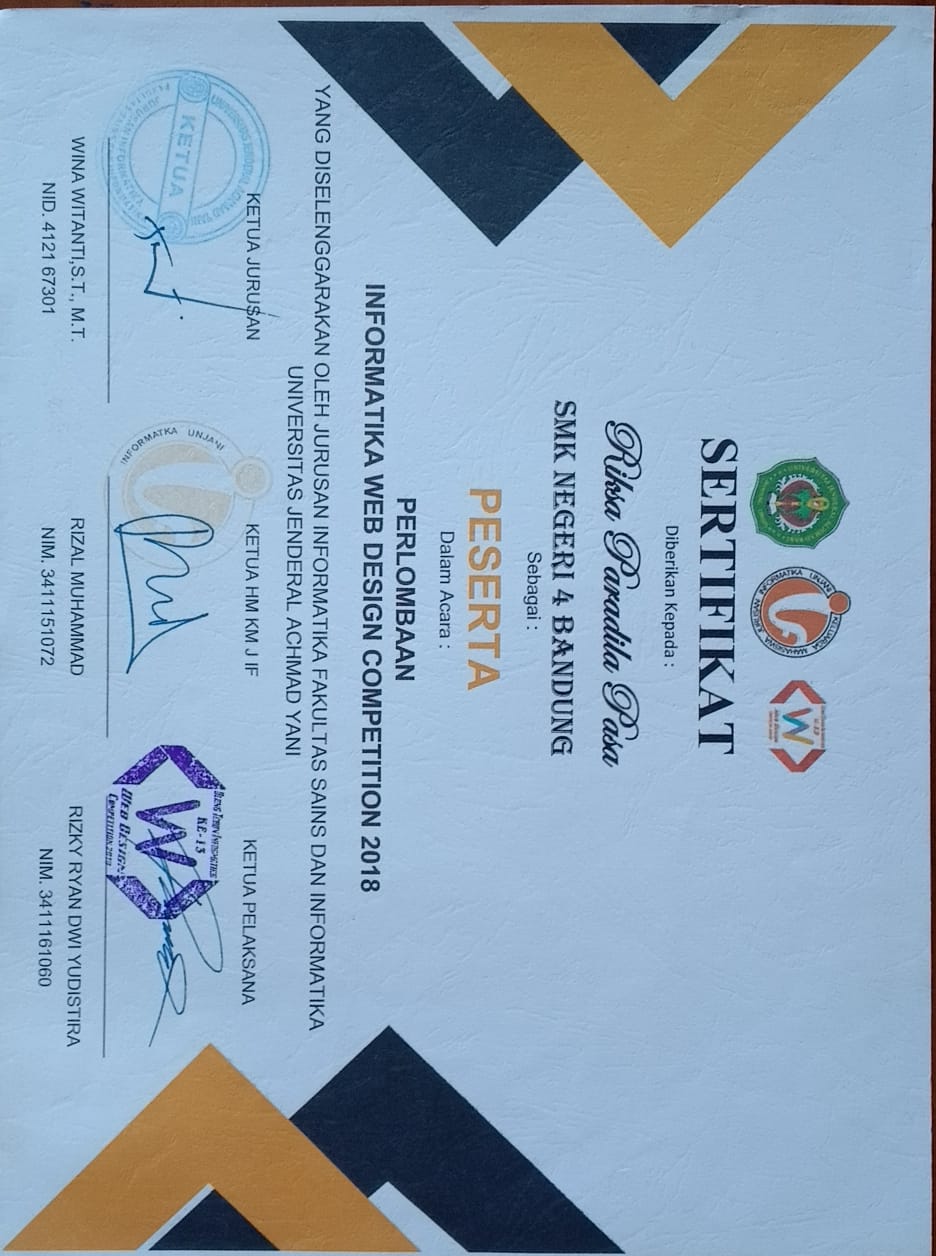 SERTIFIKAT
Diberikan Kepada :
Riksa Paradila Pasa
SMK NEGERI 4 BANDUNG
Sebagai :
PESERTA
Dalam Acara :
PERLOMBAAN
INFORMATIKA WEB DESIGN COMPETITION 2018
YANG DISELENGGARAKAN OLEH JURUSAN INFORMATIKA FAKULTAS SAINS DAN INFORMATIKA
UNIVERSITAS JENDERAL ACHMAD YANI
KETUA JURUSAN
KETUA
WINA WITANTI,S.T., M.T.
NID. 4121 67301
KETUA HM KM J IF
INFORMATKA UNJANI
RIZAL MUHAMMAD
NIM. 3411151072
KETUA PELAKSANA
KE-13
W
WEB DESIGN
COMPETITION 2018
RIZKY RYAN DWI YUDISTIRA
NIM. 3411161060